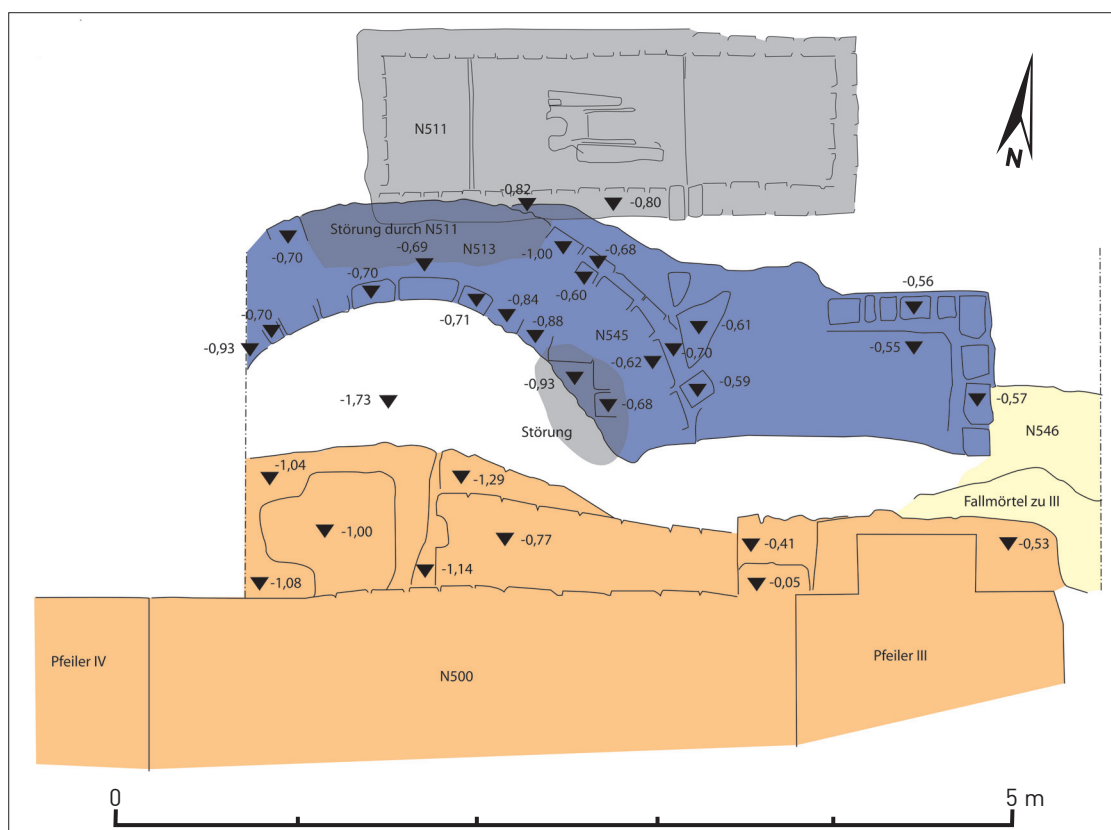 N511
N
-0,82
-0,80
Störung durch N511
-0,69
N513
-0,70
-1,00
-0,68
-0,60
-0,56
-0,70
-0,70
-0,71
-0,84
-0,88
-0,61
-0,93
N545
-0,62
-0,70
-0,55
-0,93
-0,59
-0,57
-1,73
-0,68
Störung
N546
-1,04
-1,29
Fallmörtel zu III
-1,00
-0,77
-0,41
-0,53
-1,08
-1,14
-0,05
Pfeiler IV
N500
Pfeiler III
0
5 m